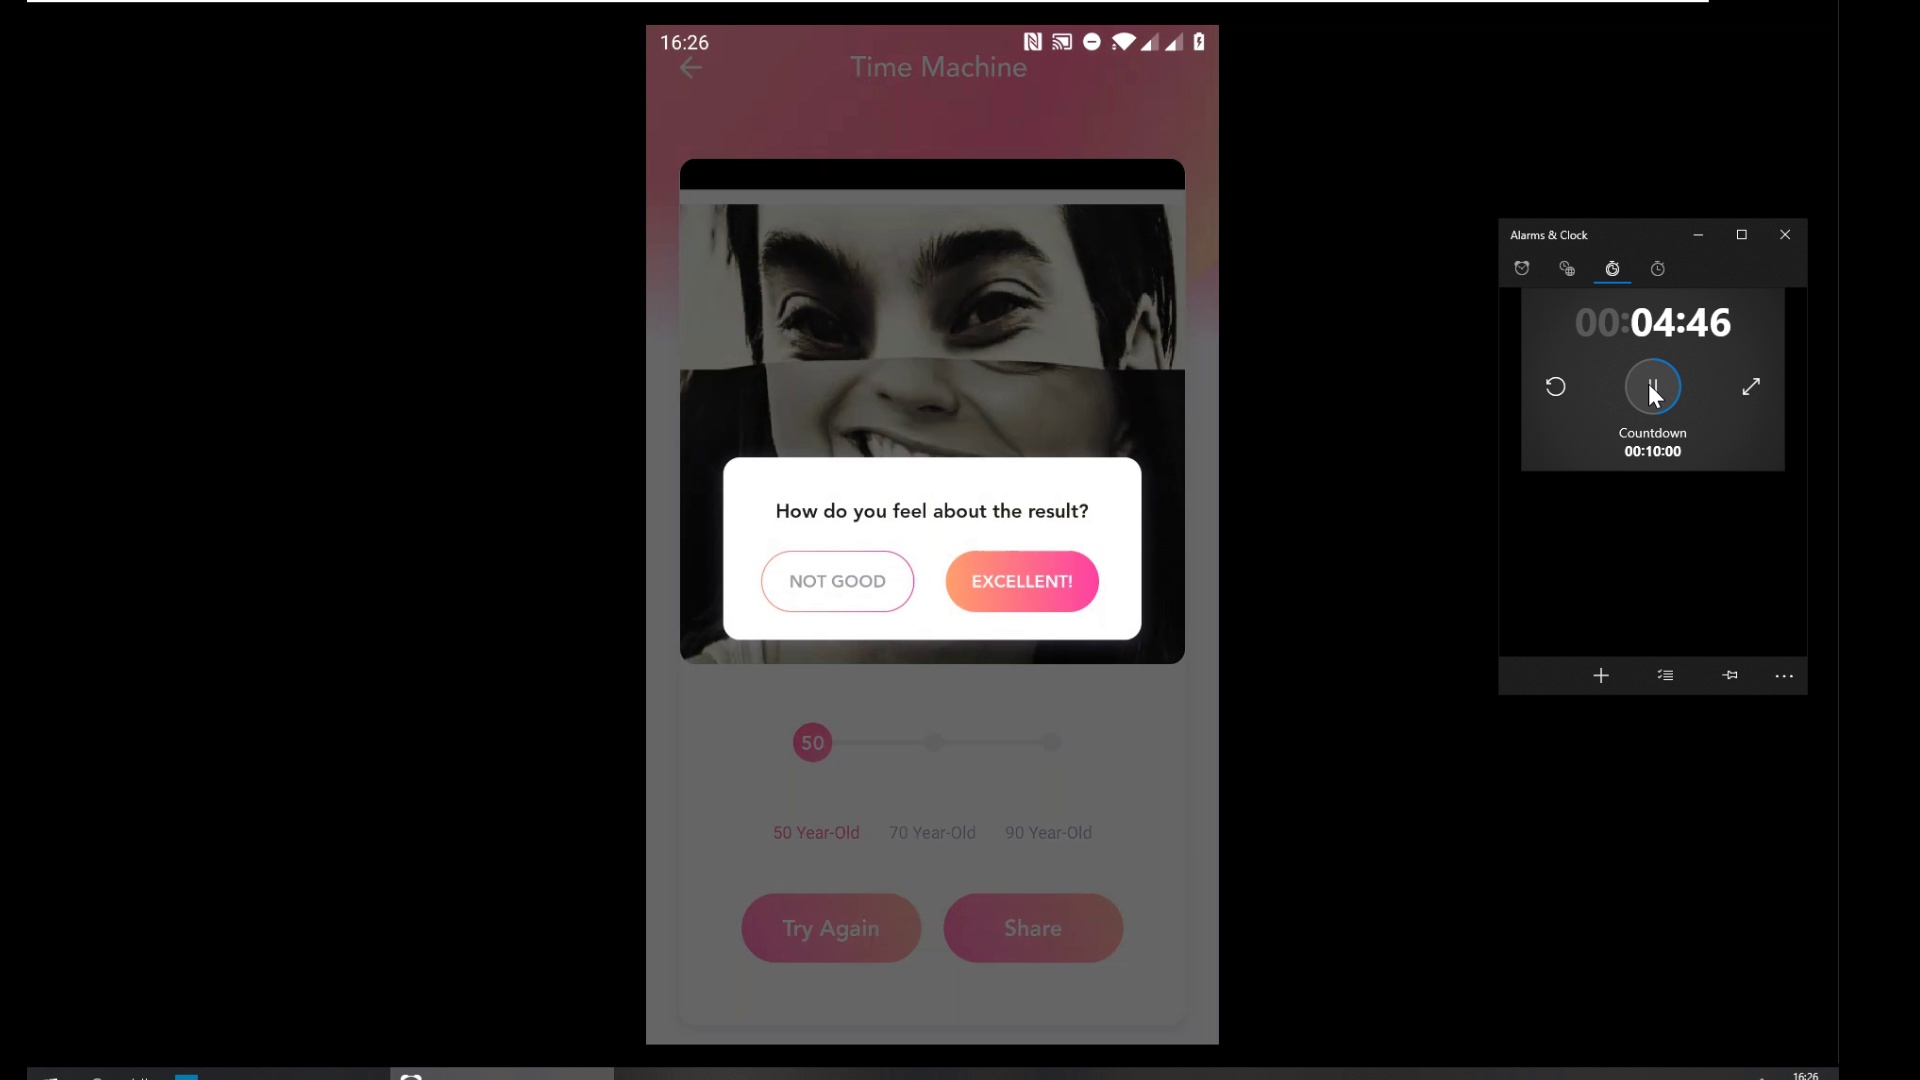 16:26
Time Machine
How do you feel about the result?
NOT GOOD
EXCELLENT!
50
50 Year-Old
70 Year-Old
90 Year-Old
Try Again
Share
Alarms & Clock
00:04:46
Countdown
00:10:00
16:26